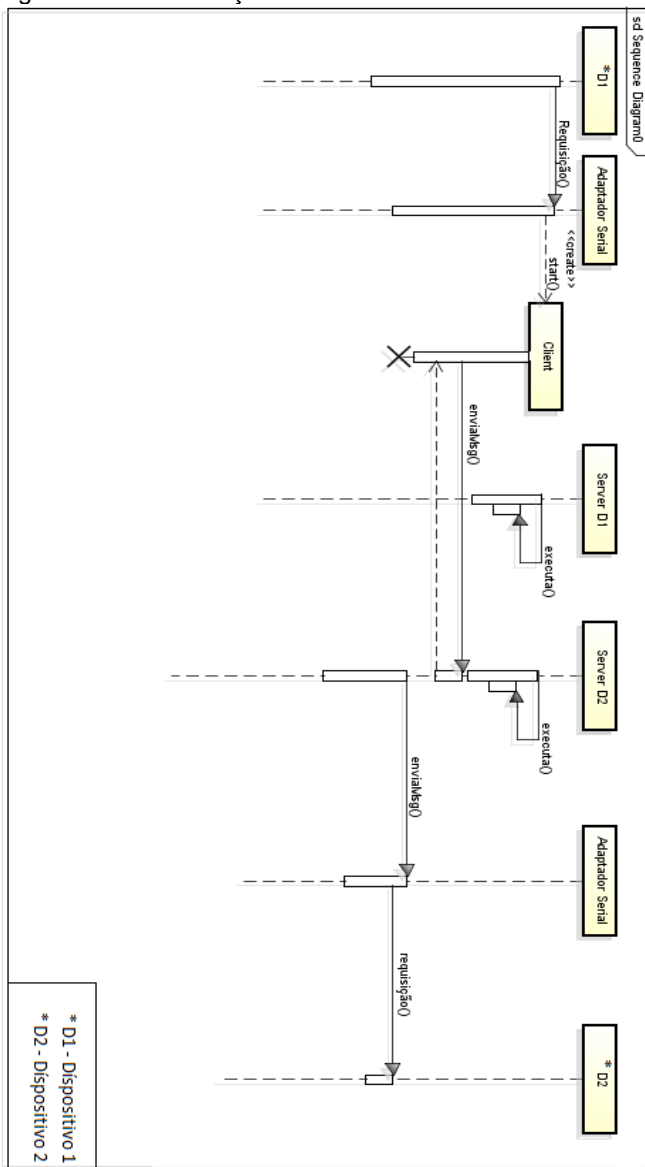 sd Sequence Diagram0
* D1
Adaptador Serial
Client
Server D1
Server D2
Adaptador Serial
* D2
Requisição()
<<create>>
start()
executa()
executa()
enviaMsg()
enviaMsg()
requisição()
* D1 - Dispositivo 1
* D2 - Dispositivo 2